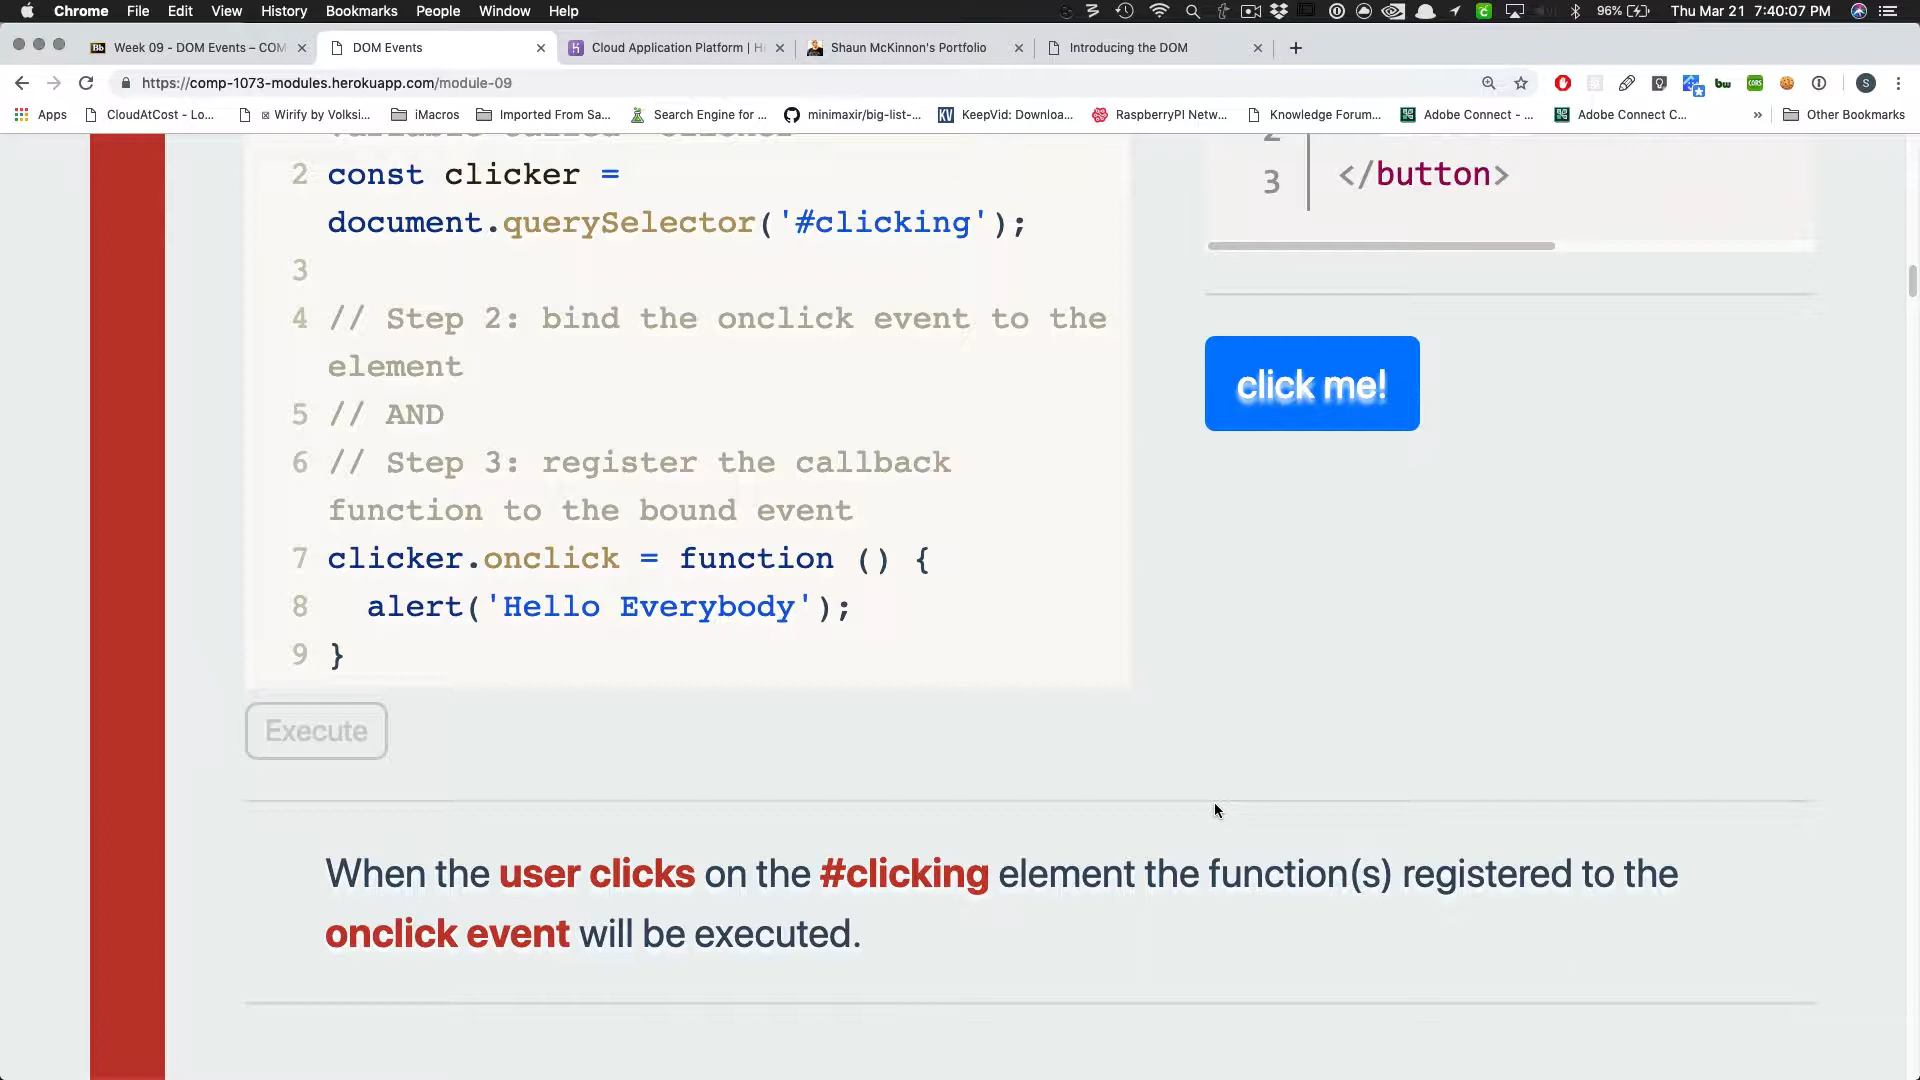 Chrome File Edit View History Bookmarks People Window Help 96% Thu Mar 21 7:40:07 PM
Week 09 - DOM Events – COM DOM Events Cloud Application Platform | H Shaun McKinnon's Portfolio Introducing the DOM
https://comp-1073-modules.herokuapp.com/module-09
Apps CloudAtCost - Lo... Wirify by Volksi... iMacros Imported From Sa... Search Engine for ... minimaxir/big-list-... KeepVid: Downloa... RaspberryPI Netw... Knowledge Forum... Adobe Connect - ... Adobe Connect C... » Other Bookmarks
2 const clicker =
document.querySelector('#clicking');
3
4 // Step 2: bind the onclick event to the
element
5 // AND
6 // Step 3: register the callback
function to the bound event
7 clicker.onclick = function () {
8 alert('Hello Everybody');
9 }
Execute
2
3 </button>
click me!
When the user clicks on the #clicking element the function(s) registered to the
onclick event will be executed.